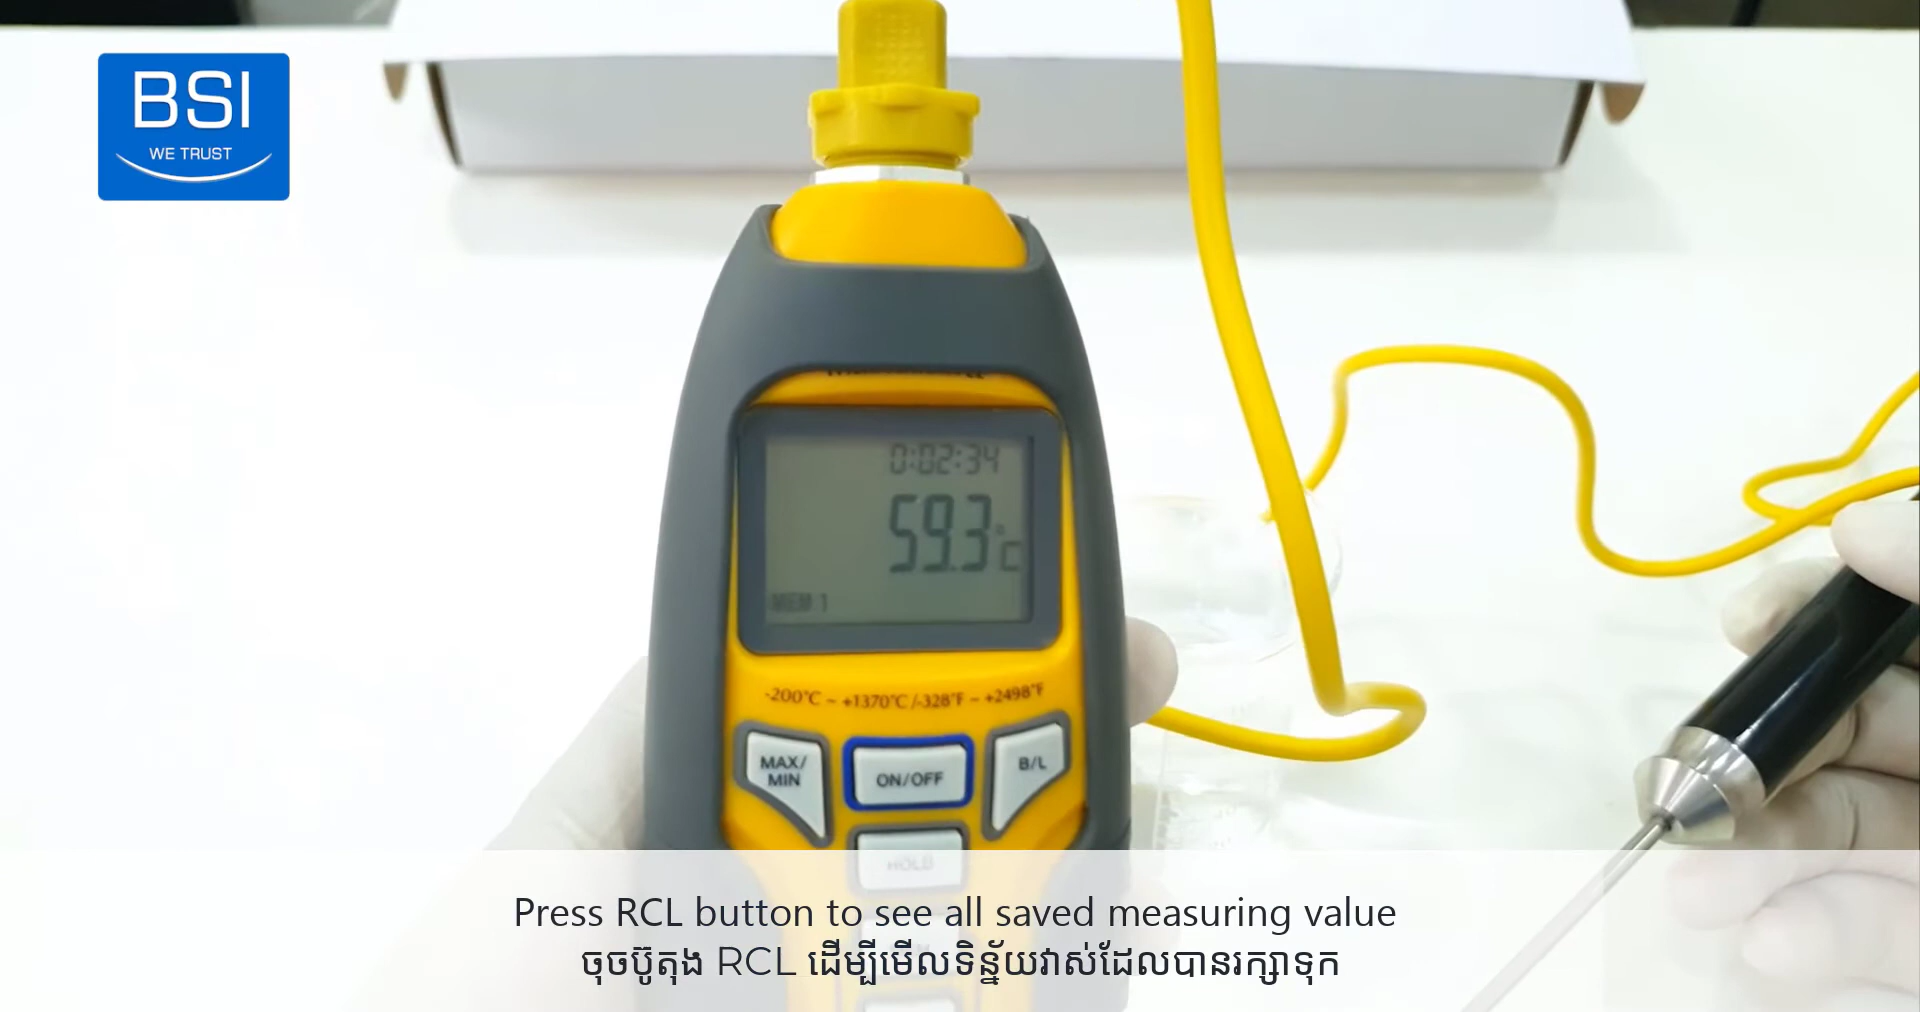 BSI
WE TRUST
0:02:34
59.3°C
MEM 1
-200°C ~ +1370°C /-328°F ~ +2498°F
MAX/
MIN
ON/OFF
B/L
HOLD
Press RCL button to see all saved measuring value
ចុចប៊ូតុង RCL ដើម្បីមើលទិន្ន័យវាស់ដែលបានរក្សាទុក